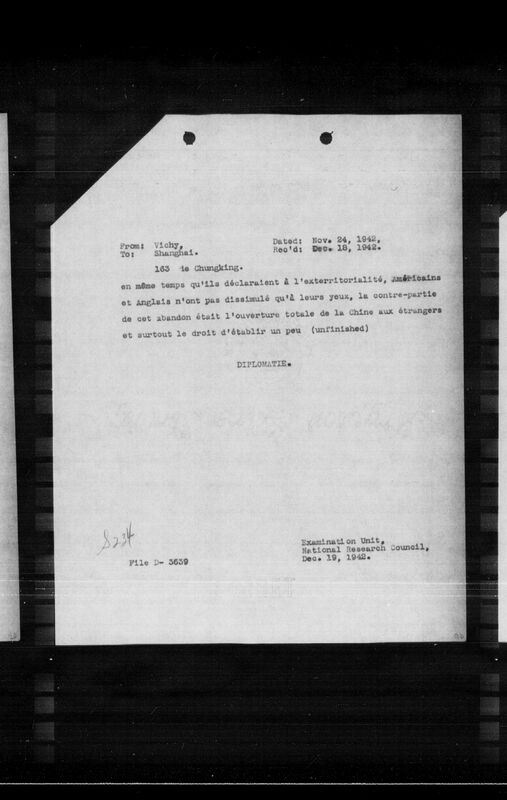 From: Vichy, Dated: Nov. 24, 1942,
To: Shanghai. Rec'd: Dec. 18, 1942.
163 de Chungking.
en même temps qu'ils déclaraient à l'exterritorialité, Américains
et Anglais n'ont pas dissimulé qu'à leurs yeux, la contre-partie
de cet abandon était l'ouverture totale de la Chine aux étrangers
et surtout le droit d'établir un peu (unfinished)
DIPLOMATIE.
S234
Examination Unit,
National Research Council,
Dec. 19, 1942.
File D- 3639